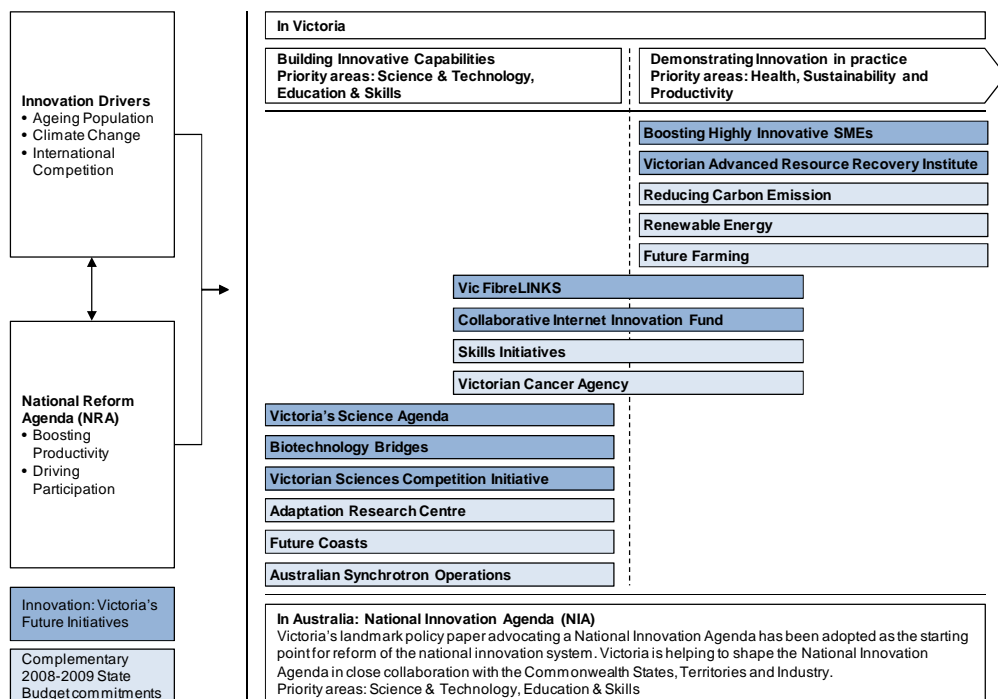 Innovation Drivers
• Ageing Population
• Climate Change
• International
Competition
National Reform
Agenda (NRA)
• Boosting
Productivity
• Driving
Participation
Innovation: Victoria's
Future Initiatives
Complementary
2008-2009 State
Budget commitments
In Victoria
Building Innovative Capabilities
Priority areas: Science & Technology,
Education & Skills
Demonstrating Innovation in practice
Priority areas: Health, Sustainability and
Productivity
Boosting Highly Innovative SMEs
Victorian Advanced Resource Recovery Institute
Reducing Carbon Emission
Renewable Energy
Future Farming
Vic FibreLINKS
Collaborative Internet Innovation Fund
Skills Initiatives
Victorian Cancer Agency
Victoria's Science Agenda
Biotechnology Bridges
Victorian Sciences Competition Initiative
Adaptation Research Centre
Future Coasts
Australian Synchrotron Operations
In Australia: National Innovation Agenda (NIA)
Victoria's landmark policy paper advocating a National Innovation Agenda has been adopted as the starting
point for reform of the national innovation system. Victoria is helping to shape the National Innovation
Agenda in close collaboration with the Commonwealth States, Territories and Industry.
Priority areas: Science & Technology, Education & Skills